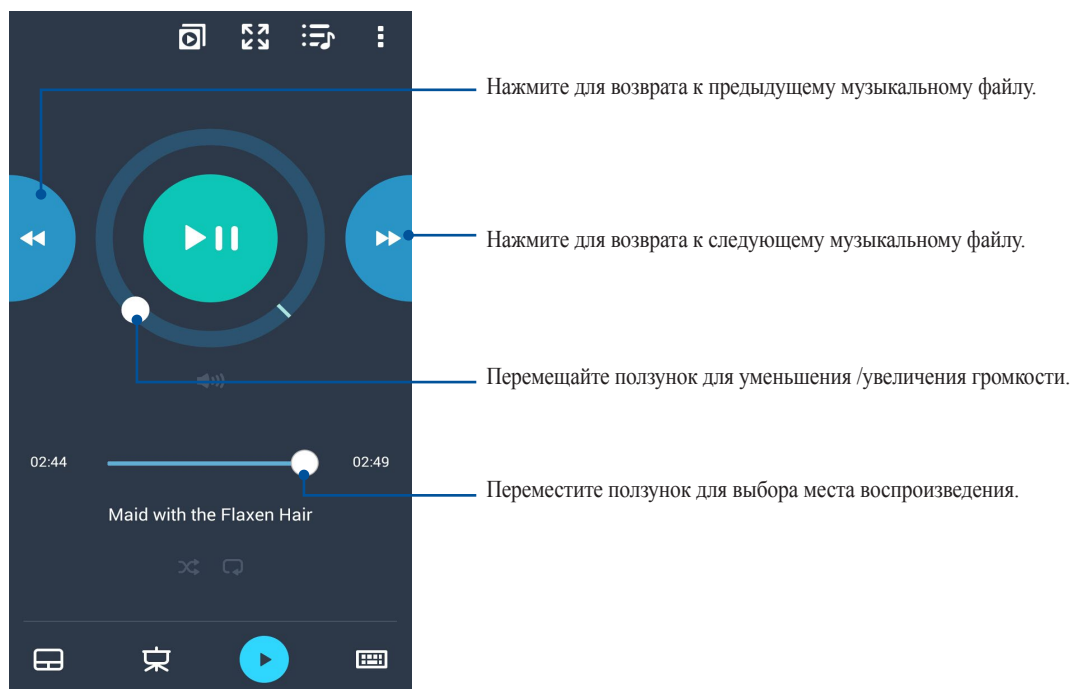 Нажмите для возврата к предыдущему музыкальному файлу.
Нажмите для возврата к следующему музыкальному файлу.
Перемещайте ползунок для уменьшения /увеличения громкости.
02:44
02:49
Переместите ползунок для выбора места воспроизведения.
Maid with the Flaxen Hair